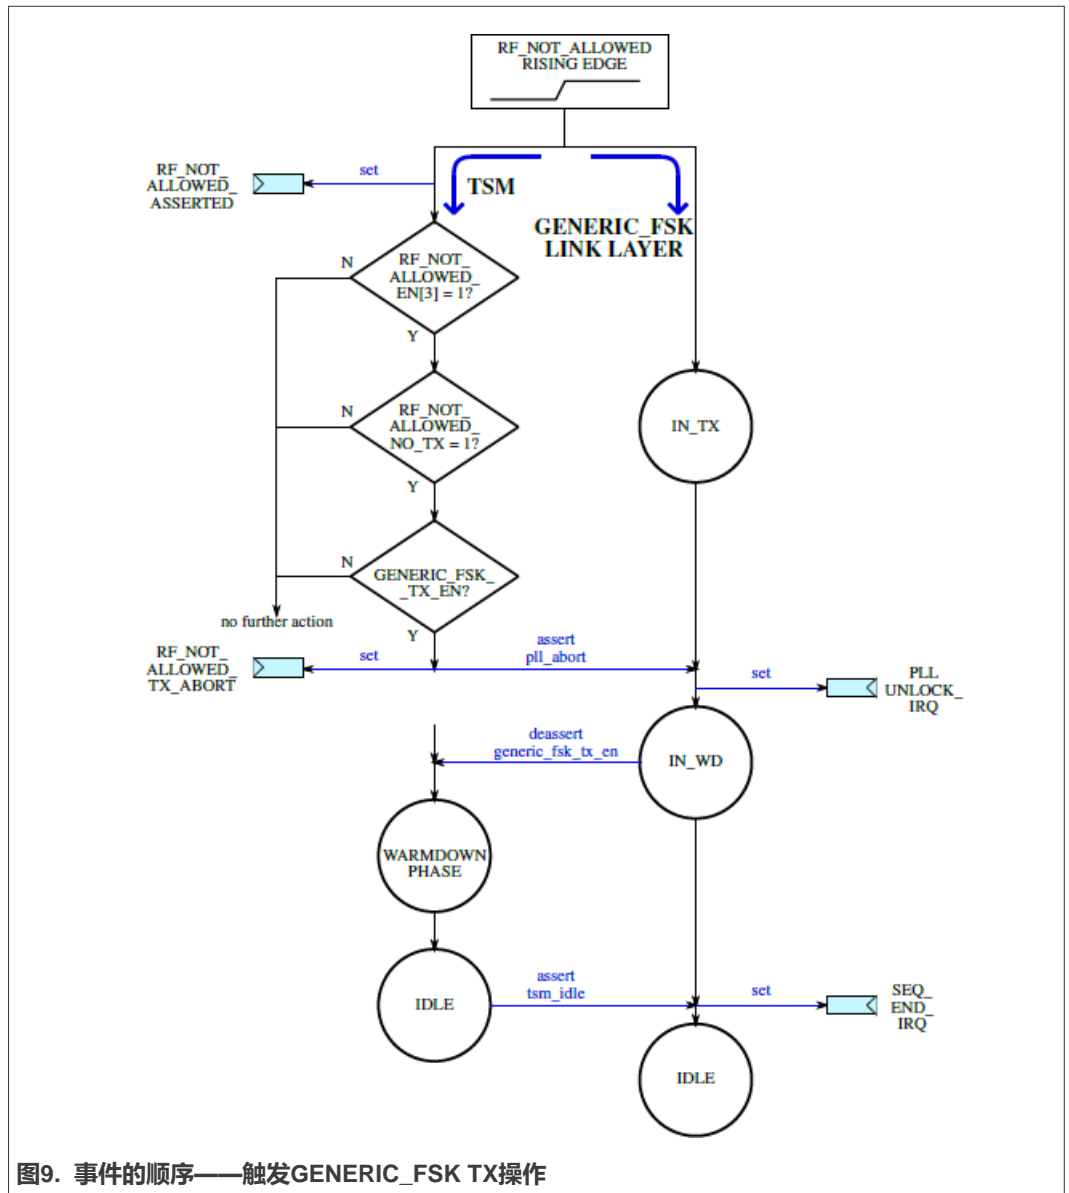 RF_NOT_ALLOWED
RISING EDGE
RF_NOT_
ALLOWED_
ASSERTED
set
TSM
GENERIC_FSK
LINK LAYER
N
RF_NOT_
ALLOWED_
EN[3] = 1?
Y
N
RF_NOT_
ALLOWED_
NO_TX = 1?
IN_TX
Y
N
GENERIC_FSK_
_TX_EN?
no further action
Y
RF_NOT_
ALLOWED_
TX_ABORT
set
assert
pll_abort
set
PLL
UNLOCK_
IRQ
deassert
generic_fsk_tx_en
IN_WD
WARMDOWN
PHASE
IDLE
assert
tsm_idle
set
SEQ_
END_
IRQ
IDLE
图9. 事件的顺序——触发GENERIC_FSK TX操作